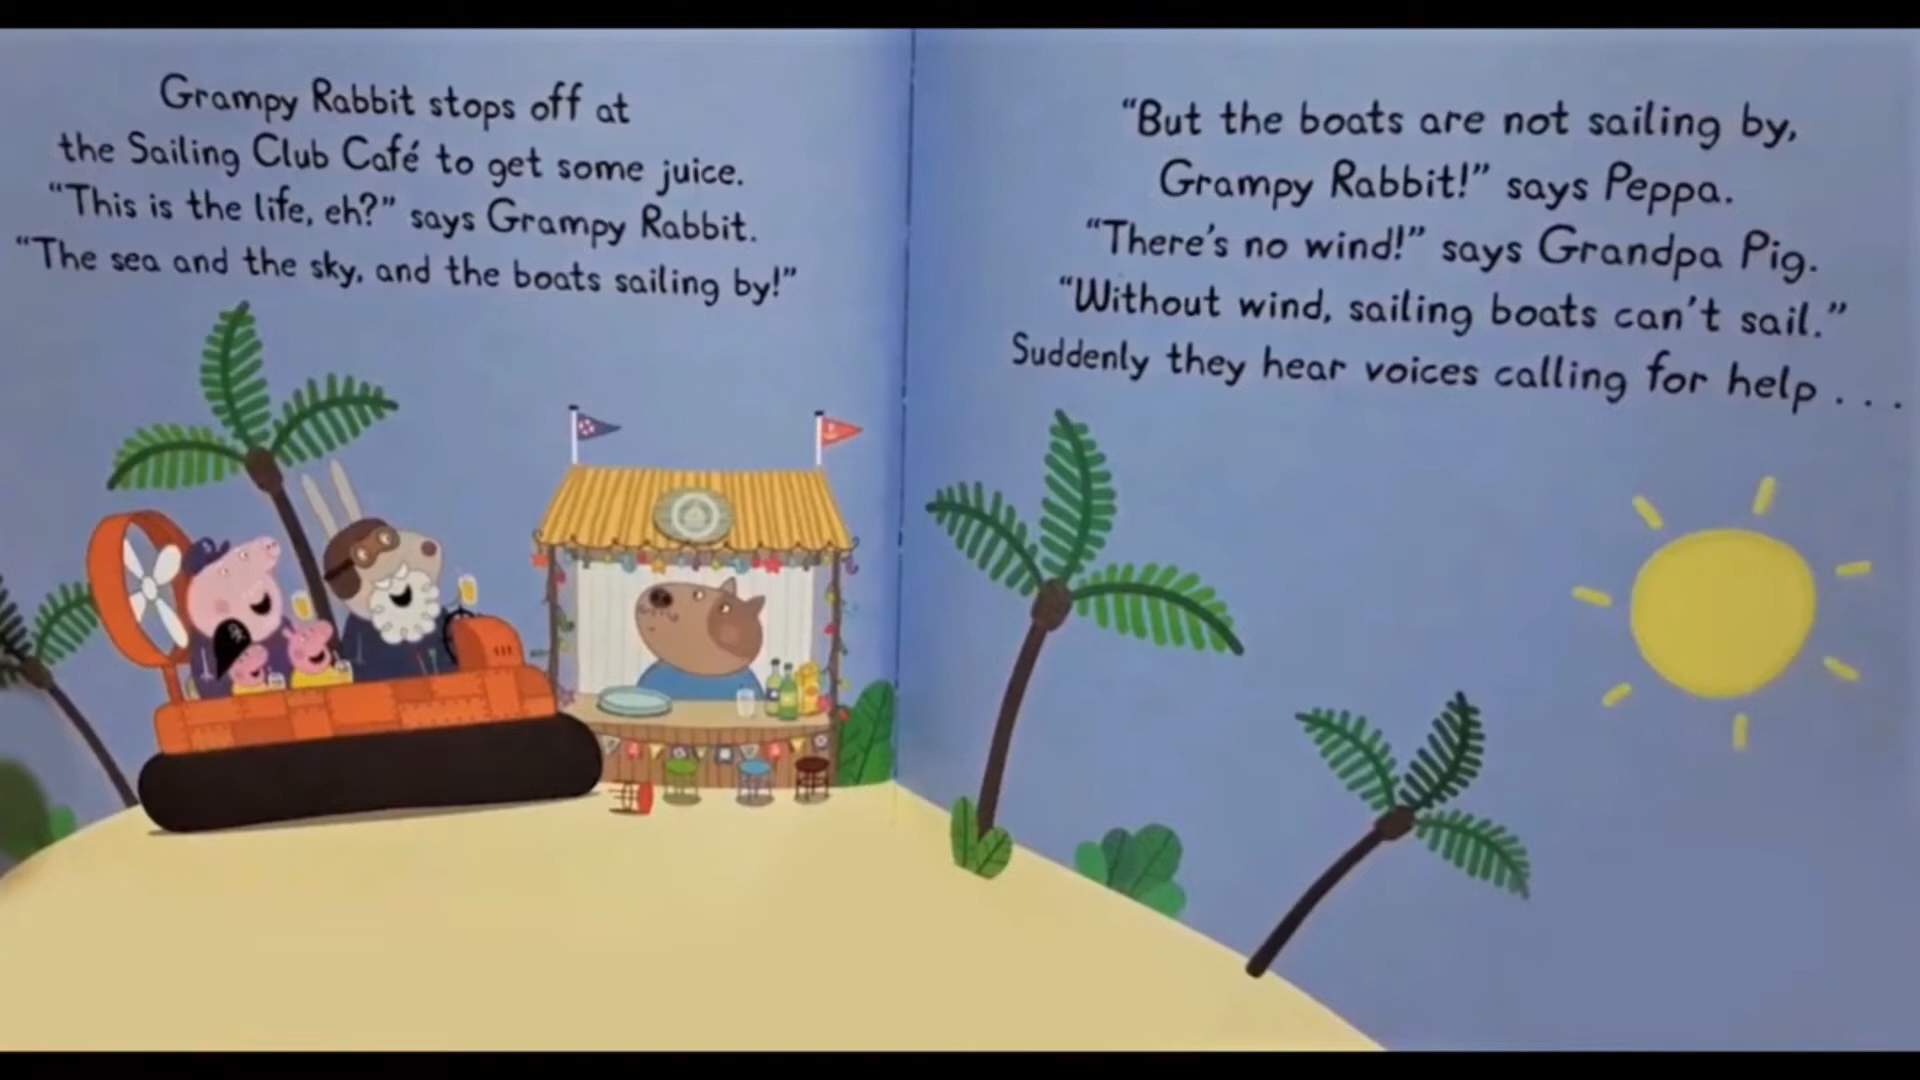 Grampy Rabbit stops off at
the Sailing Club Café to get some juice.
“This is the life, eh?” says Grampy Rabbit.
“The sea and the sky, and the boats sailing by!”
“But the boats are not sailing by,
Grampy Rabbit!” says Peppa.
“There’s no wind!” says Grandpa Pig.
“Without wind, sailing boats can’t sail.”
Suddenly they hear voices calling for help . . .